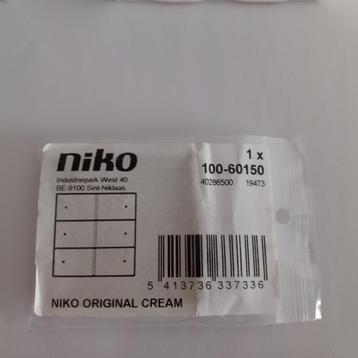 niko
Industriepark West 40
BE-9100 Sint-Niklaas
1 x
100-60150
40286500 19473
5 413736 337336
NIKO ORIGINAL CREAM